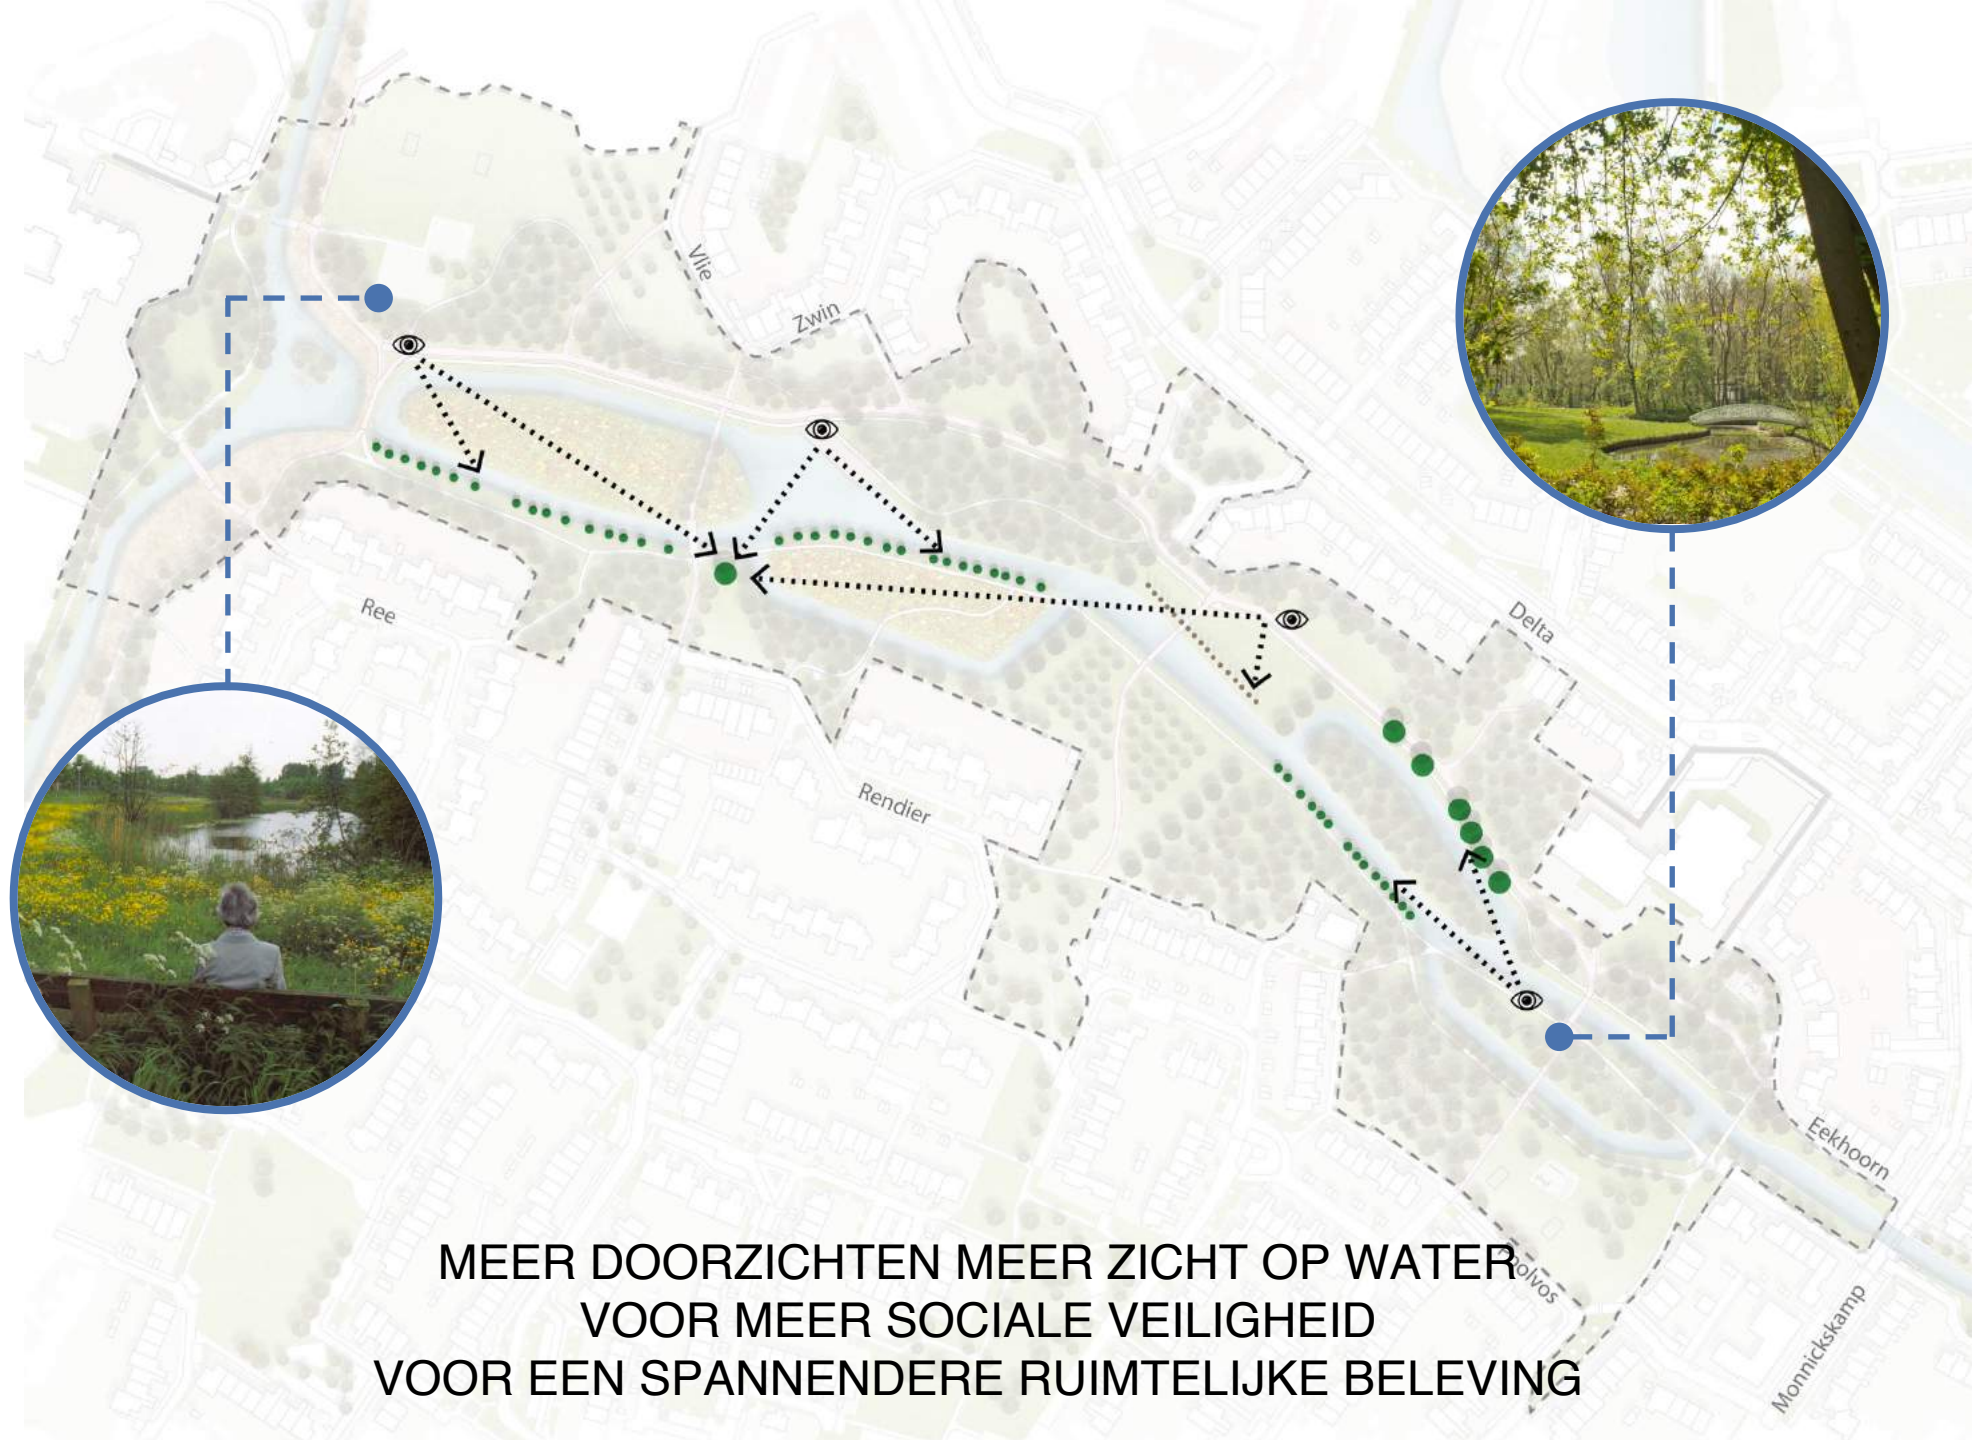 Vlie
Zwin
Ree
Delta
Rendier
Eekhoorn
MEER DOORZICHTEN MEER ZICHT OP WATER
VOOR MEER SOCIALE VEILIGHEID
VOOR EEN SPANNENDERE RUIMTELIJKE BELEVING
Monnickskamp